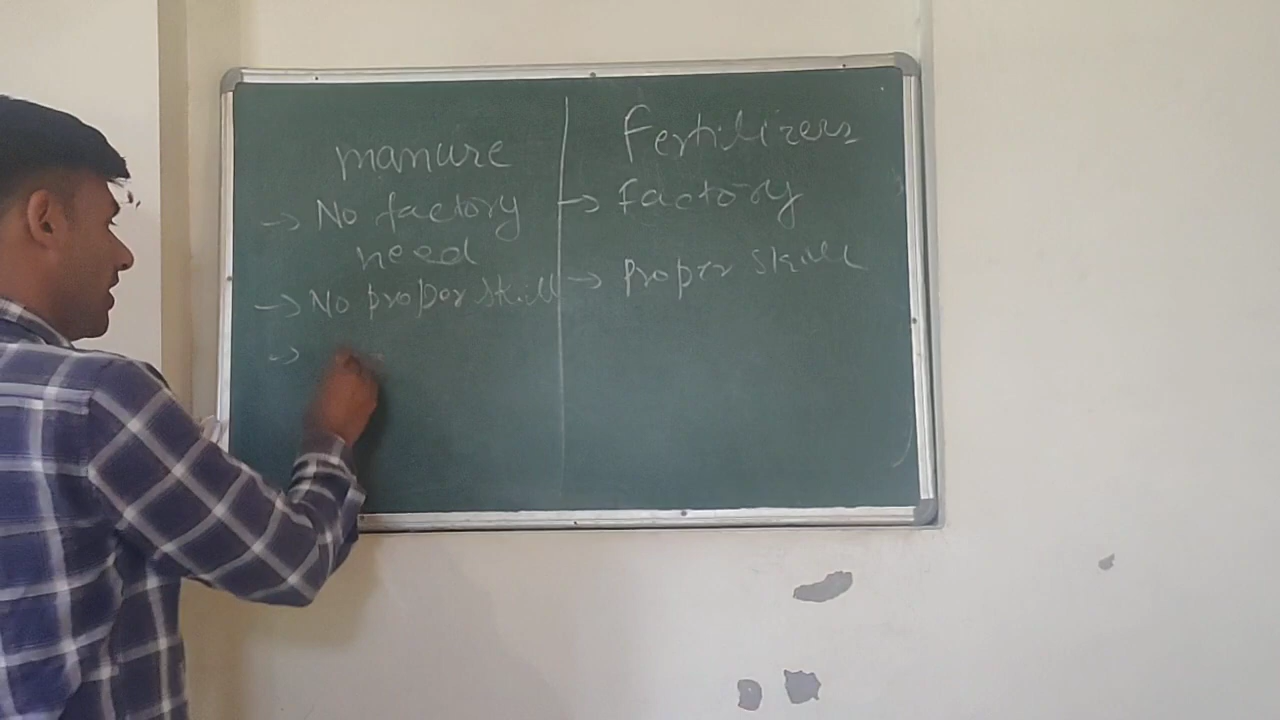 manure
→ No factory
need
→ No proper skill
→
Fertilizers
→ factory
→ Proper skill